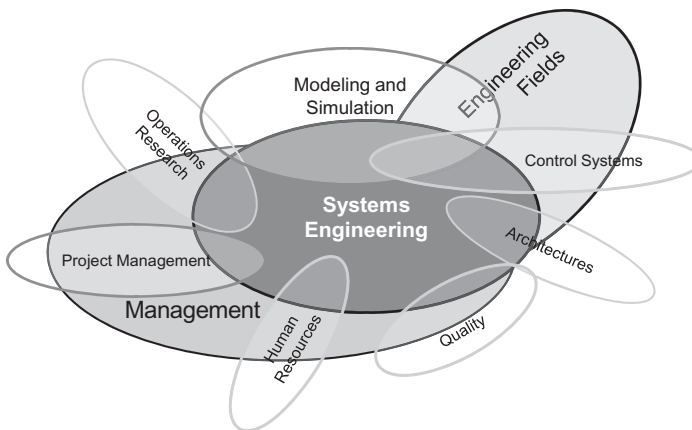 Engineering
Fields
Modeling and
Simulation
Operations
Research
Control Systems
Systems
Engineering
Architectures
Project Management
Management
Human
Resources
Quality